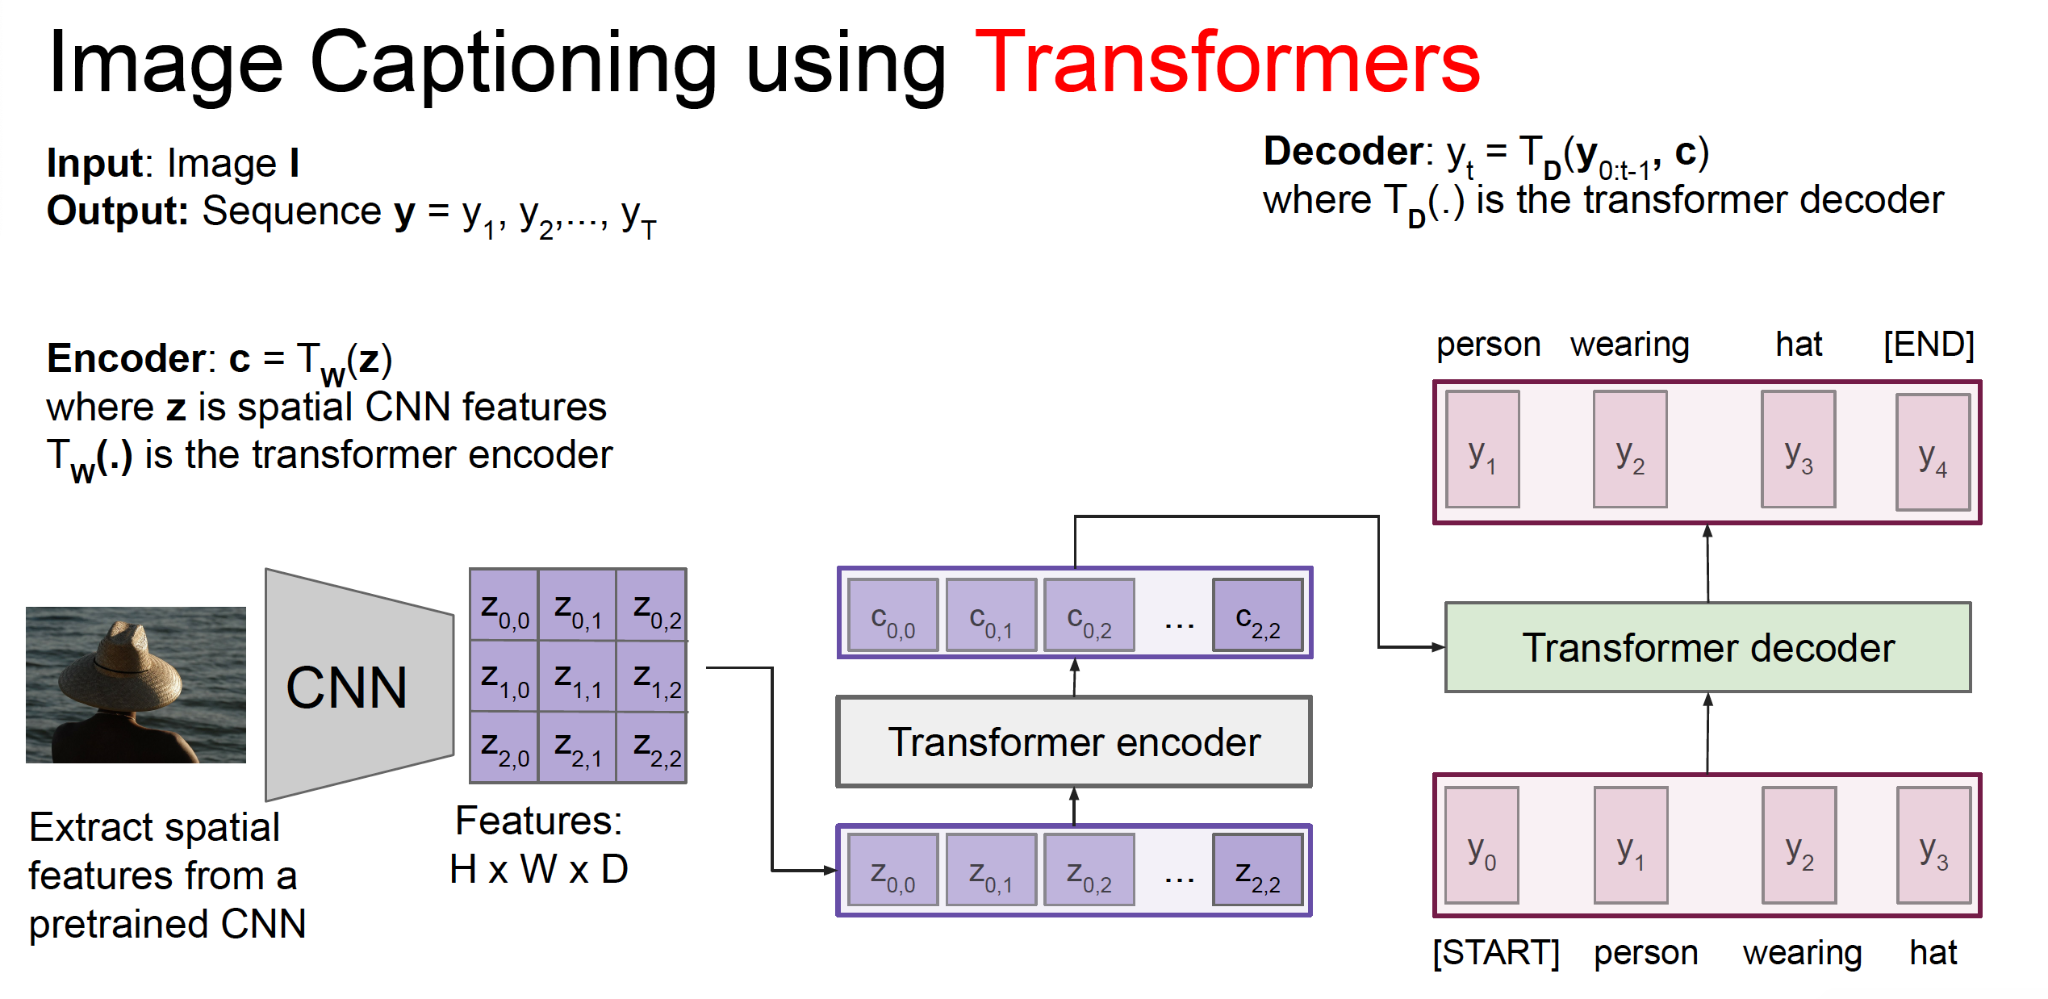 Image Captioning using Transformers
Input: Image I
Output: Sequence y = y1, y2,..., yT
Decoder: yt = TD(y0:t-1, c)
where TD(.) is the transformer decoder
Encoder: c = TW(z)
where z is spatial CNN features
TW(.) is the transformer encoder
CNN
z0,0 z0,1 z0,2
z1,0 z1,1 z1,2
z2,0 z2,1 z2,2
Extract spatial
features from a
pretrained CNN
Features:
H x W x D
c0,0 c0,1 c0,2 ... c2,2
Transformer encoder
z0,0 z0,1 z0,2 ... z2,2
person wearing hat [END]
y1 y2 y3 y4
Transformer decoder
y0 y1 y2 y3
[START] person wearing hat